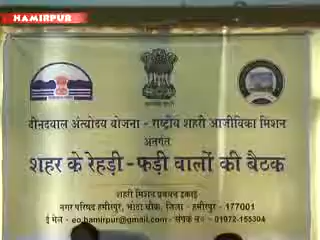 HAMIRPUR
दीनदयाल अंत्योदय योजना - राष्ट्रीय शहरी आजीविका मिशन
अंतर्गत
शहर के रेहड़ी - फड़ी वालों की बैठक
शहरी मिशन प्रबंधन इकाई
नगर परिषद हमीरपुर, भोटा चौक, जिला - हमीरपुर - 177001
ई मेल - eo.hamirpur@gmail.com - संपर्क न० - 01972-155304